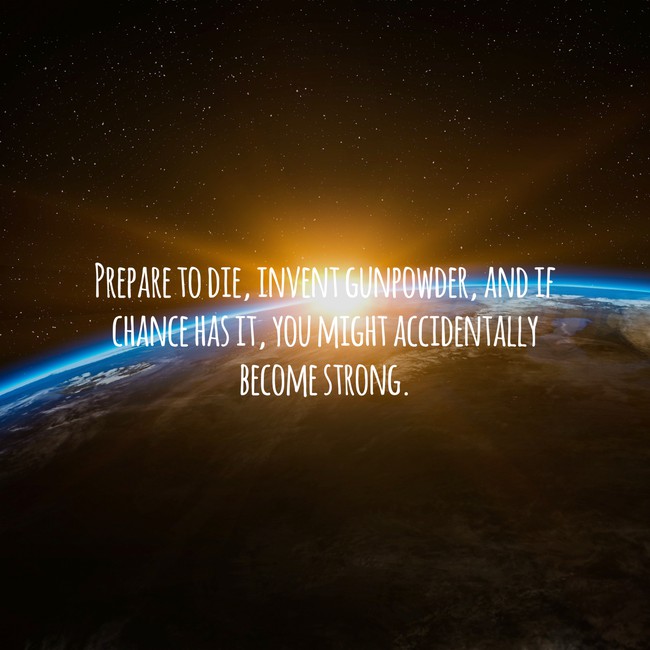 Prepare to die, invent gunpowder, and if
chance has it, you might accidentally
become strong.